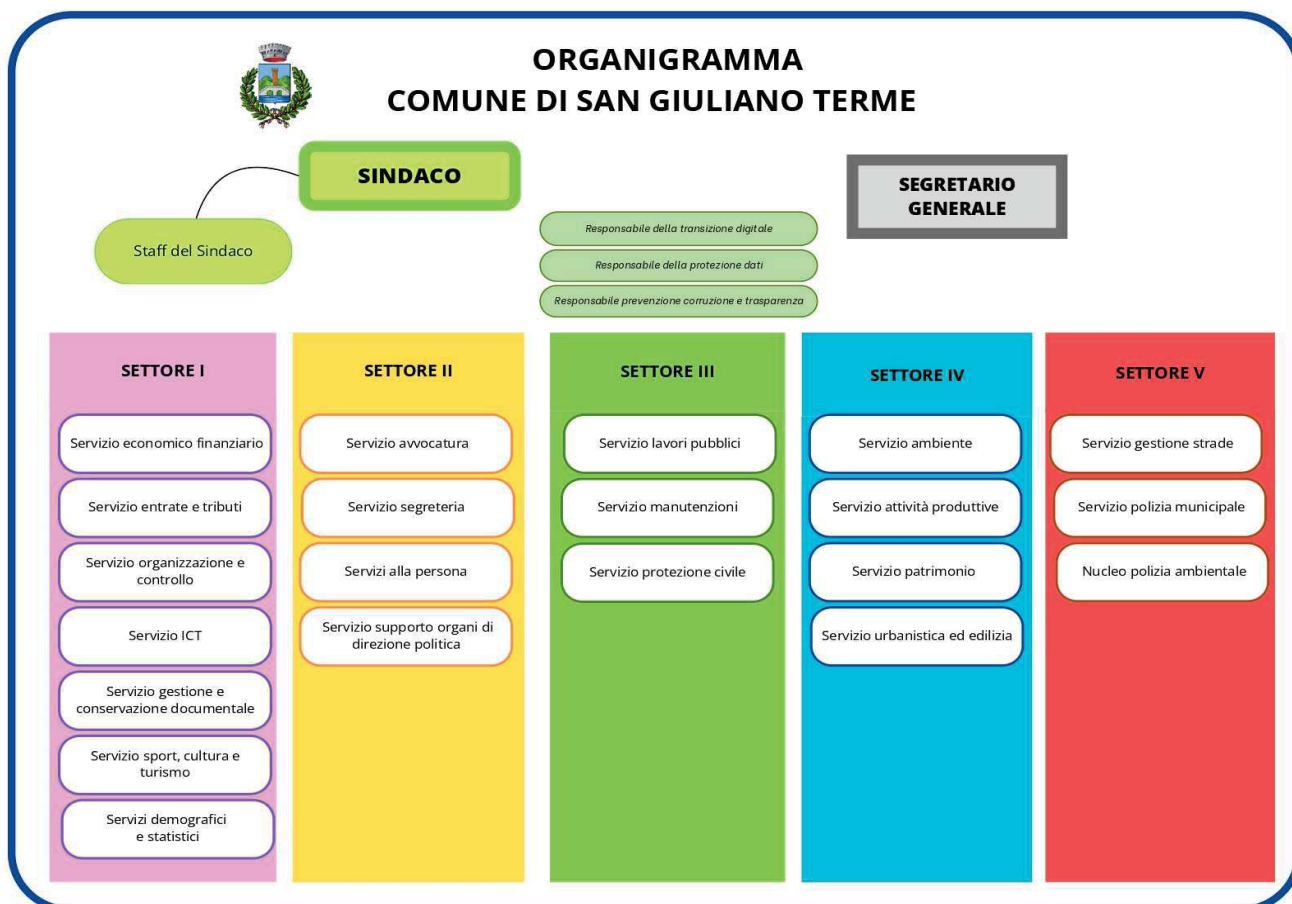 ORGANIGRAMMA
COMUNE DI SAN GIULIANO TERME
SINDACO
SEGRETARIO
GENERALE
Staff del Sindaco
Responsabile della transizione digitale
Responsabile della protezione dati
Responsabile prevenzione corruzione e trasparenza
SETTORE I
Servizio economico finanziario
Servizio entrate e tributi
Servizio organizzazione e
controllo
Servizio ICT
Servizio gestione e
conservazione documentale
Servizio sport, cultura e
turismo
Servizi demografici
e statistici
SETTORE II
Servizio avvocatura
Servizio segreteria
Servizi alla persona
Servizio supporto organi di
direzione politica
SETTORE III
Servizio lavori pubblici
Servizio manutenzioni
Servizio protezione civile
SETTORE IV
Servizio ambiente
Servizio attività produttive
Servizio patrimonio
Servizio urbanistica ed edilizia
SETTORE V
Servizio gestione strade
Servizio polizia municipale
Nucleo polizia ambientale